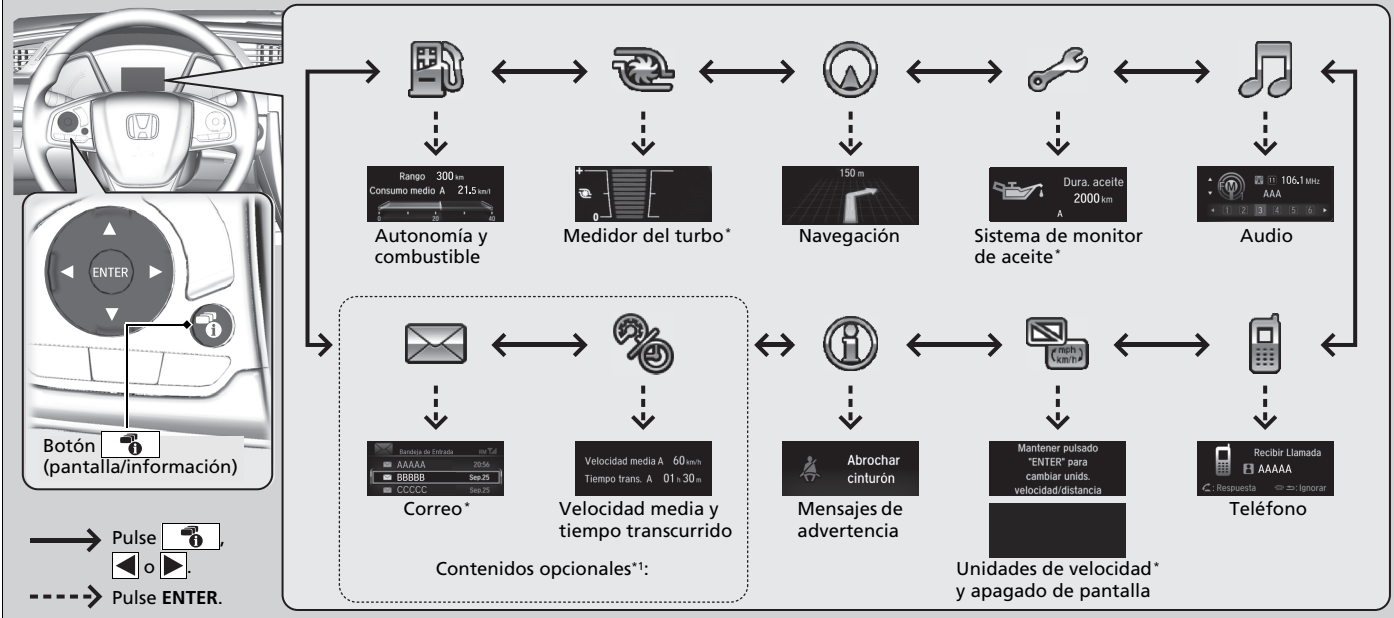 Rango 300 km
Consumo medio A 21.5 km/l
0 20 40
Autonomía y
combustible
+
0
Medidor del turbo*
150 m
Navegación
Dura. aceite
2000 km
A
Sistema de monitor
de aceite*
FM 11 106.1 MHz
AAA
1 2 3 4 5 6
Audio
ENTER
Botón
(pantalla/información)
Pulse ,
o .
Pulse ENTER.
Bandeja de Entrada
AAAAA 20:56
BBBBB Sep.25
CCCCC Sep.25
Correo*
Velocidad media A 60 km/h
Tiempo trans. A 01 h 30 m
Velocidad media y
tiempo transcurrido
Contenidos opcionales*1:
Abrochar
cinturón
Mensajes de
advertencia
mph
km/h
Mantener pulsado
"ENTER" para
cambiar unids.
velocidad/distancia
Unidades de velocidad*
y apagado de pantalla
Recibir Llamada
AAAAA
: Respuesta : Ignorar
Teléfono